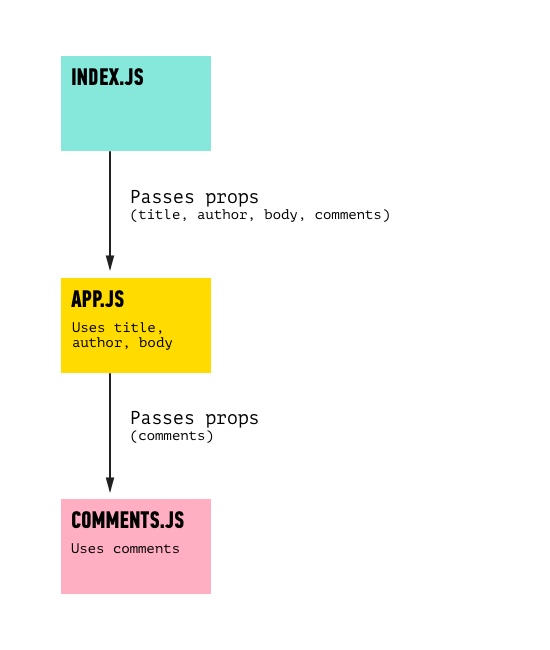 INDEX.JS
Passes props
(title, author, body, comments)
APP.JS
Uses title,
author, body
Passes props
(comments)
COMMENTS.JS
Uses comments